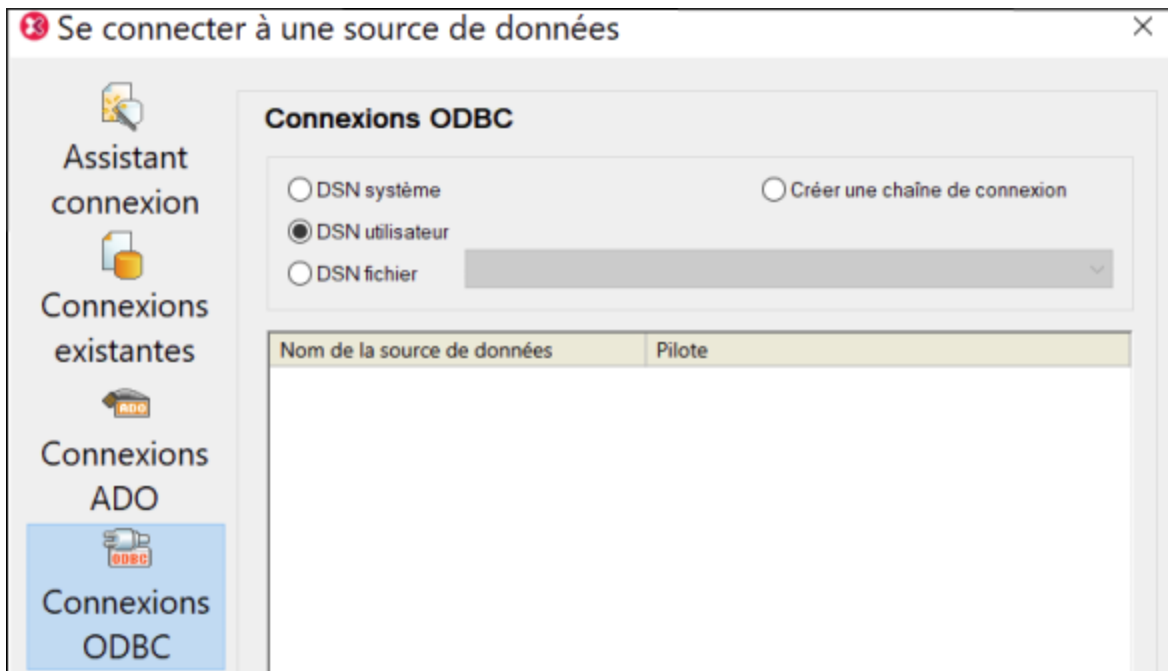 Se connecter à une source de données
Assistant
connexion
Connexions
existantes
ADO
Connexions
ADO
ODBC
Connexions
ODBC
Connexions ODBC
DSN système
Créer une chaîne de connexion
DSN utilisateur
DSN fichier
Nom de la source de données
Pilote